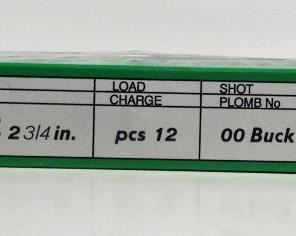 LOAD SHOT
CHARGE PLOMB No
2 3/4 in. pcs 12 00 Buck